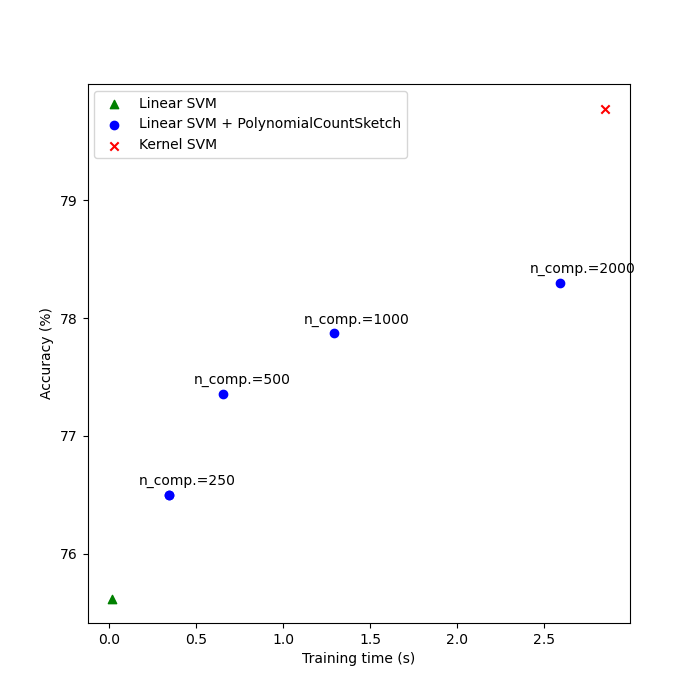 Linear SVM
Linear SVM + PolynomialCountSketch
Kernel SVM
79
n_comp.=2000
78
n_comp.=1000
n_comp.=500
77
n_comp.=250
76
Accuracy (%)
0.0 0.5 1.0 1.5 2.0 2.5
Training time (s)